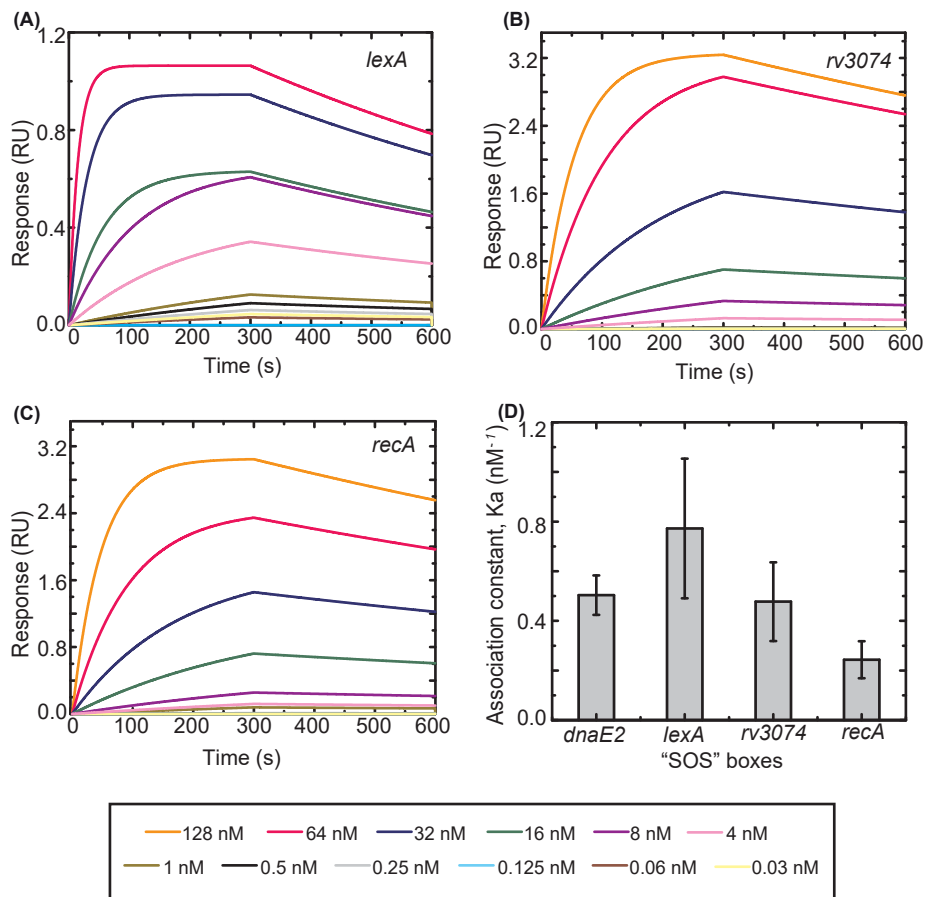 (A)
lexA
1.2
0.8
0.4
0.0
Response (RU)
0 100 200 300 400 500 600
Time (s)
(B)
rv3074
3.2
2.4
1.6
0.8
0.0
Response (RU)
0 100 200 300 400 500 600
Time (s)
(C)
recA
3.2
2.4
1.6
0.8
0.0
Response (RU)
0 100 200 300 400 500 600
Time (s)
(D)
1.2
0.8
0.4
0.0
Association constant, Ka (nM⁻¹)
dnaE2 lexA rv3074 recA
“SOS” boxes
128 nM 64 nM 32 nM 16 nM 8 nM 4 nM
1 nM 0.5 nM 0.25 nM 0.125 nM 0.06 nM 0.03 nM